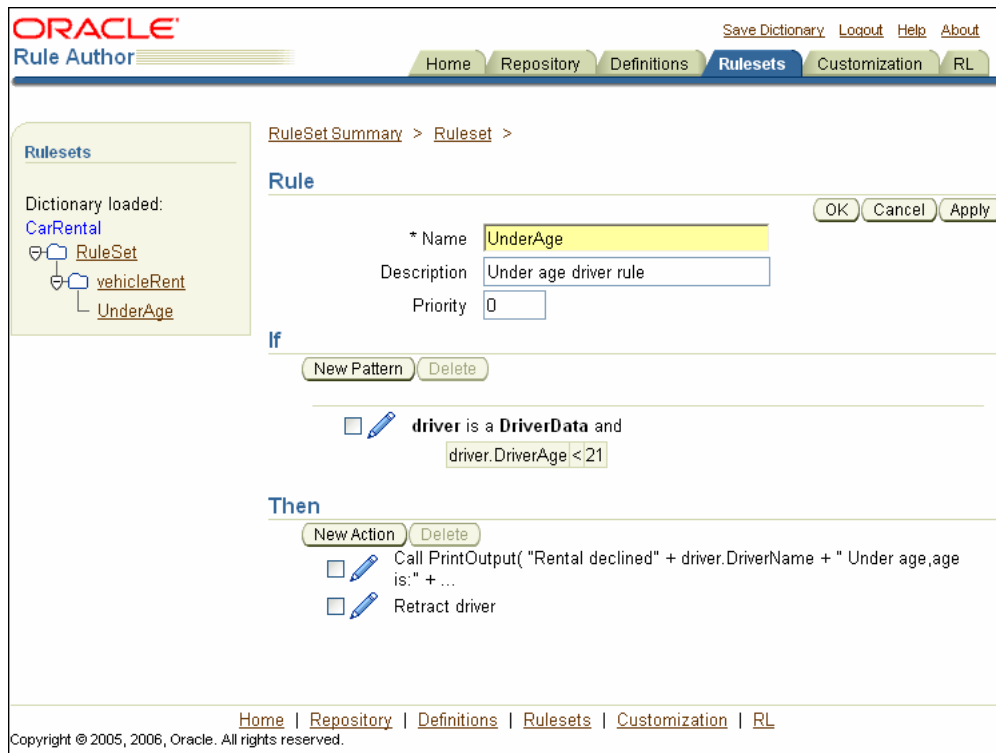 ORACLE
Rule Author
Save Dictionary Logout Help About
Home Repository Definitions Rulesets Customization RL
Rulesets
Dictionary loaded:
CarRental
RuleSet
vehicleRent
UnderAge
RuleSet Summary > Ruleset >
Rule
OK Cancel Apply
* Name UnderAge
Description Under age driver rule
Priority 0
If
New Pattern Delete
driver is a DriverData and
driver.DriverAge < 21
Then
New Action Delete
Call PrintOutput( "Rental declined" + driver.DriverName + " Under age,age
is:" + ...
Retract driver
Home | Repository | Definitions | Rulesets | Customization | RL
Copyright © 2005, 2006, Oracle. All rights reserved.